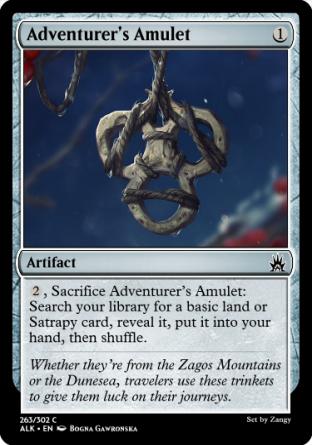 Adventurer's Amulet 1
Artifact
2, Sacrifice Adventurer's Amulet:
Search your library for a basic land or
Satrapy card, reveal it, put it into your
hand, then shuffle.
Whether they're from the Zagos Mountains
or the Dunesea, travelers use these trinkets
to give them luck on their journeys.
263/302 C
Set by Zangy
ALK • EN Bogna Gawronska